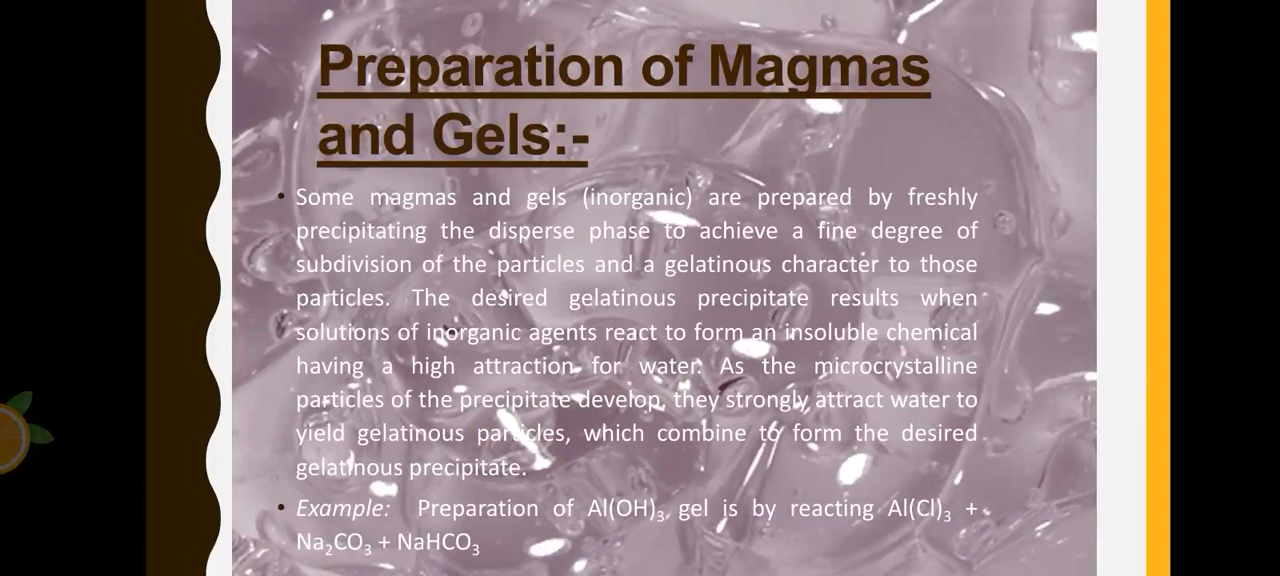 Preparation of Magmas
and Gels:-
• Some magmas and gels (inorganic) are prepared by freshly
precipitating the disperse phase to achieve a fine degree of
subdivision of the particles and a gelatinous character to those
particles. The desired gelatinous precipitate results when
solutions of inorganic agents react to form an insoluble chemical
having a high attraction for water. As the microcrystalline
particles of the precipitate develop, they strongly attract water to
yield gelatinous particles, which combine to form the desired
gelatinous precipitate.
• Example: Preparation of Al(OH)₃ gel is by reacting Al(Cl)₃ +
Na₂CO₃ + NaHCO₃